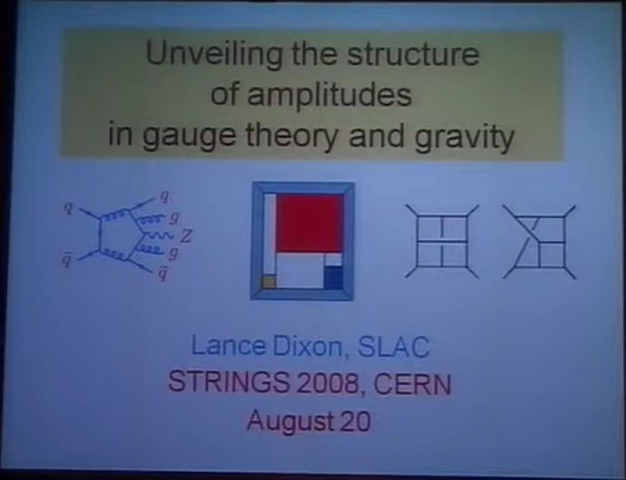 Unveiling the structure
of amplitudes
in gauge theory and gravity
q q g Z
q̄ g q̄
Lance Dixon, SLAC
STRINGS 2008, CERN
August 20